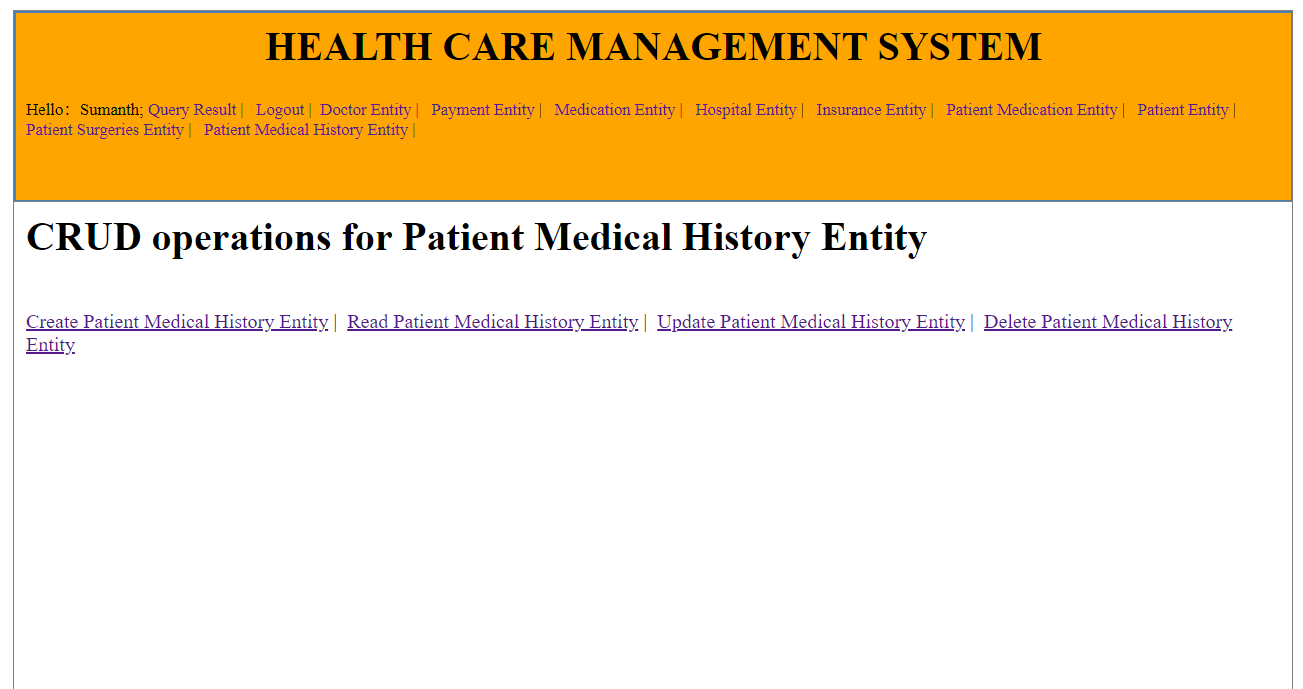 HEALTH CARE MANAGEMENT SYSTEM
Hello: Sumanth; Query Result | Logout | Doctor Entity | Payment Entity | Medication Entity | Hospital Entity | Insurance Entity | Patient Medication Entity | Patient Entity |
Patient Surgeries Entity | Patient Medical History Entity |
CRUD operations for Patient Medical History Entity
Create Patient Medical History Entity | Read Patient Medical History Entity | Update Patient Medical History Entity | Delete Patient Medical History
Entity